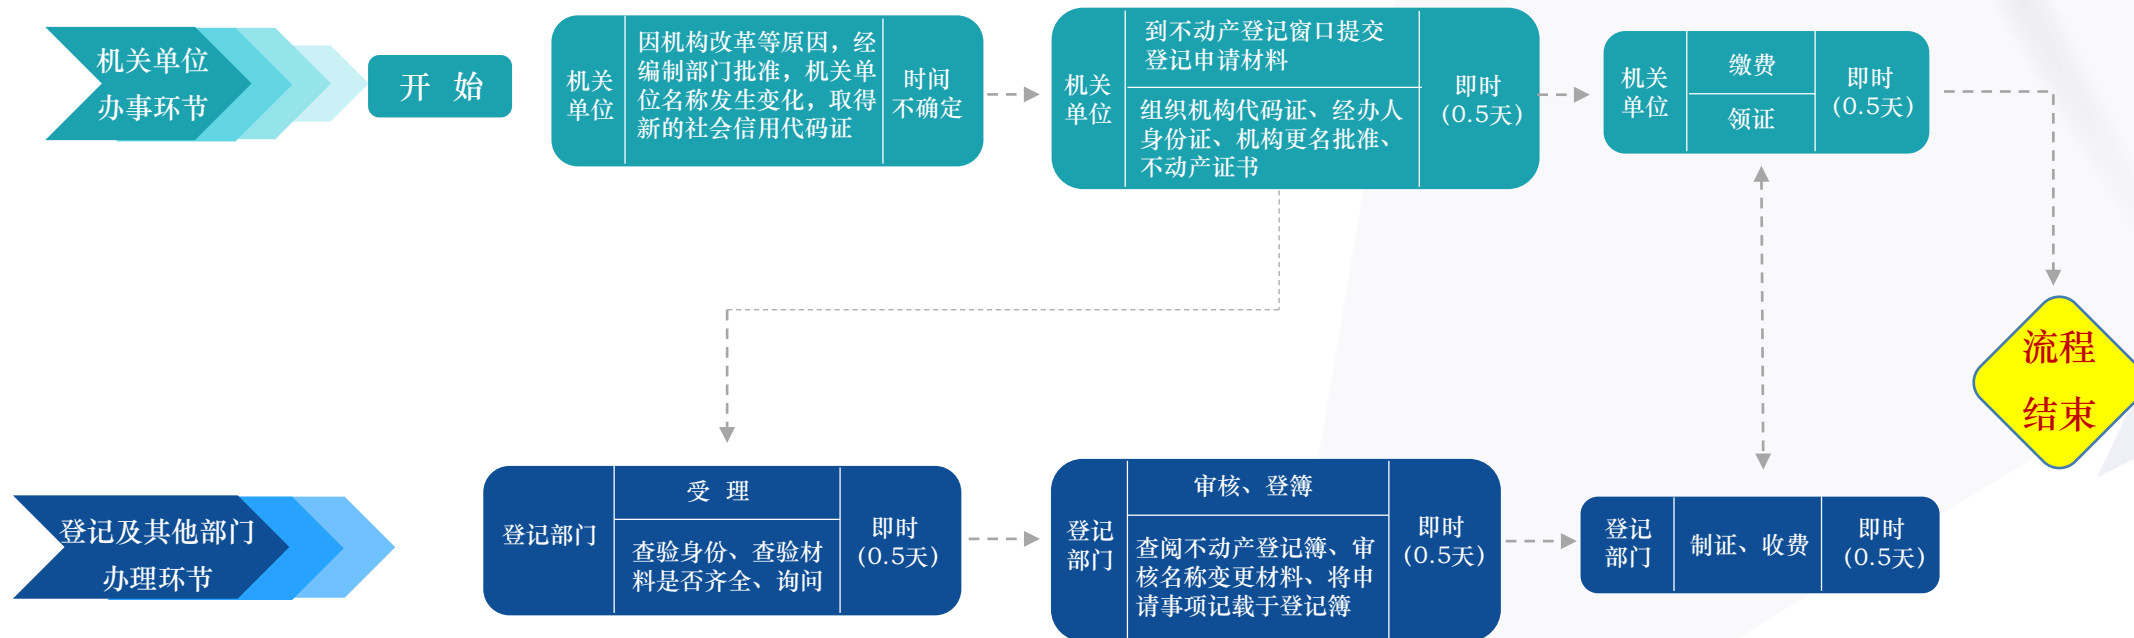 机关单位
办事环节
开 始
机关
单位
因机构改革等原因，经
编制部门批准，机关单
位名称发生变化，取得
新的社会信用代码证
时间
不确定
机关
单位
到不动产登记窗口提交
登记申请材料
组织机构代码证、经办人
身份证、机构更名批准、
不动产证书
即时
(0.5天)
机关
单位
缴费
领证
即时
(0.5天)
流程
结束
登记及其他部门
办理环节
登记部门
受 理
查验身份、查验材
料是否齐全、询问
即时
(0.5天)
登记
部门
审核、登簿
查阅不动产登记簿、审
核名称变更材料、将申
请事项记载于登记簿
即时
(0.5天)
登记
部门
制证、收费
即时
(0.5天)